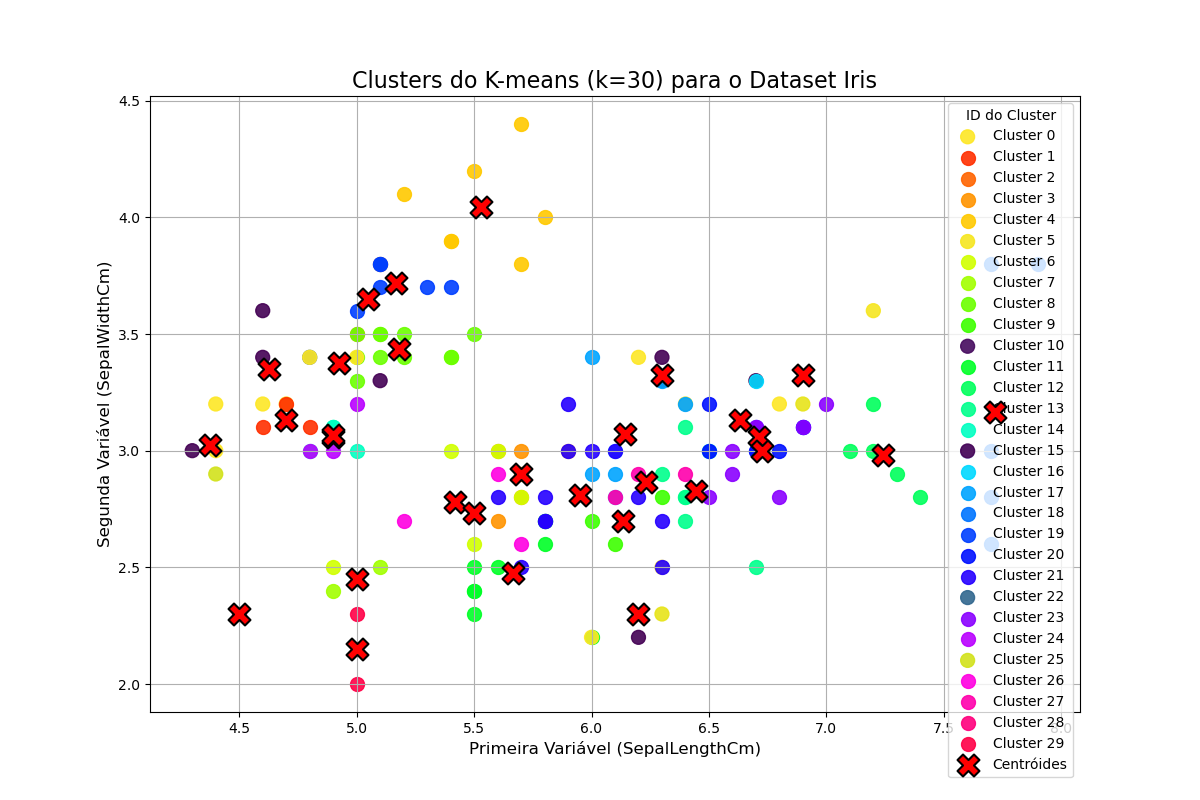 Clusters do K-means (k=30) para o Dataset Iris
Segunda Variável (SepalWidthCm)
4.5
4.0
3.5
3.0
2.5
2.0
4.5
5.0
5.5
6.0
6.5
7.0
7.5
8.0
Primeira Variável (SepalLengthCm)
ID do Cluster
Cluster 0
Cluster 1
Cluster 2
Cluster 3
Cluster 4
Cluster 5
Cluster 6
Cluster 7
Cluster 8
Cluster 9
Cluster 10
Cluster 11
Cluster 12
Cluster 13
Cluster 14
Cluster 15
Cluster 16
Cluster 17
Cluster 18
Cluster 19
Cluster 20
Cluster 21
Cluster 22
Cluster 23
Cluster 24
Cluster 25
Cluster 26
Cluster 27
Cluster 28
Cluster 29
Centróides